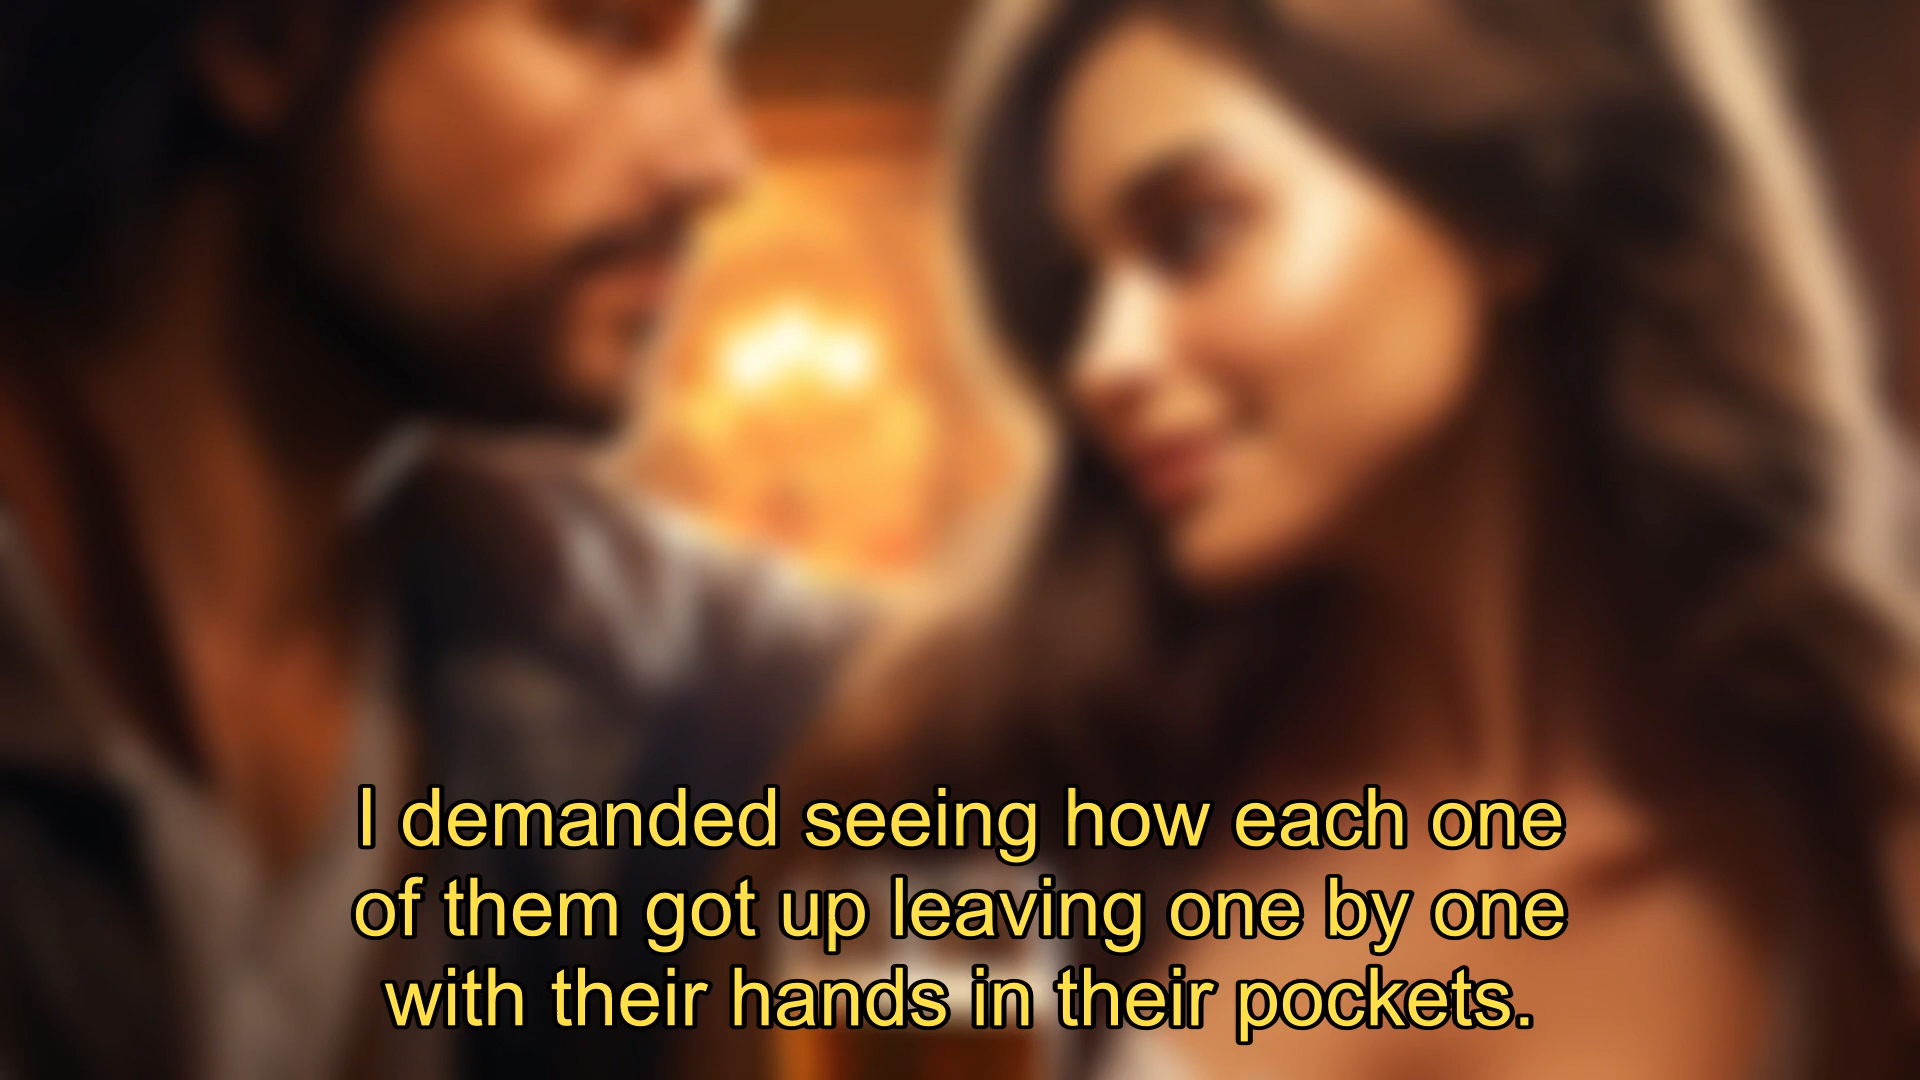 I demanded seeing how each one
of them got up leaving one by one
with their hands in their pockets.